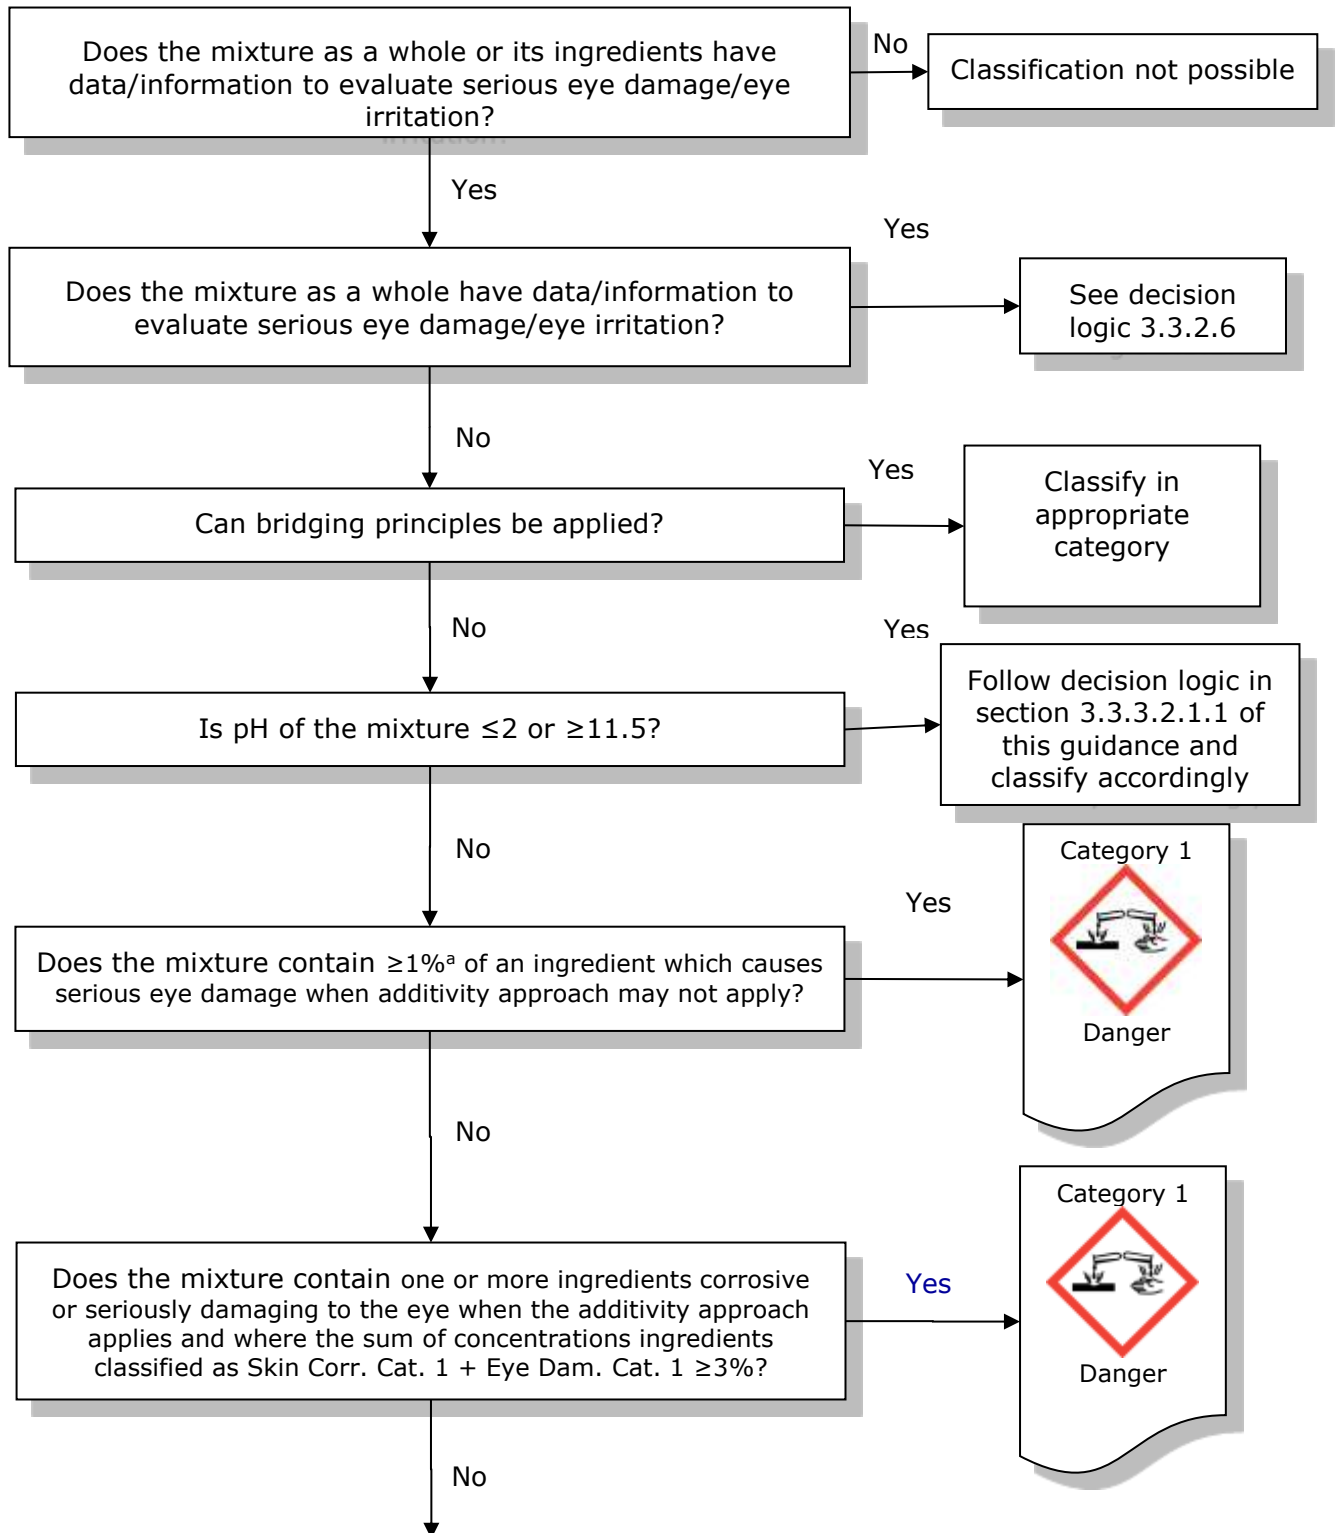 Does the mixture as a whole or its ingredients have
data/information to evaluate serious eye damage/eye
irritation?
No
Classification not possible
Yes
Does the mixture as a whole have data/information to
evaluate serious eye damage/eye irritation?
Yes
See decision
logic 3.3.2.6
No
Can bridging principles be applied?
Yes
Classify in
appropriate
category
No
Is pH of the mixture ≤2 or ≥11.5?
Yes
Follow decision logic in
section 3.3.3.2.1.1 of
this guidance and
classify accordingly
No
Does the mixture contain ≥1%ª of an ingredient which causes
serious eye damage when additivity approach may not apply?
Yes
Category 1
Danger
No
Does the mixture contain one or more ingredients corrosive
or seriously damaging to the eye when the additivity approach
applies and where the sum of concentrations ingredients
classified as Skin Corr. Cat. 1 + Eye Dam. Cat. 1 ≥3%?
Yes
Category 1
Danger
No